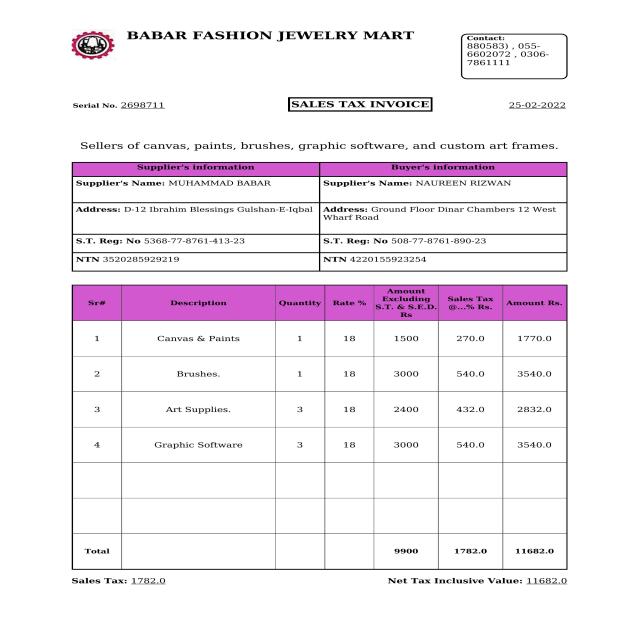 BABAR FASHION JEWELRY MART
Contact:
880583) , 055-
6602072 , 0306-
7861111
Serial No. 2698711
SALES TAX INVOICE
25-02-2022
Sellers of canvas, paints, brushes, graphic software, and custom art frames.
Supplier's information Buyer's information
Supplier's Name: MUHAMMAD BABAR Supplier's Name: NAUREEN RIZWAN
Address: D-12 Ibrahim Blessings Gulshan-E-Iqbal Address: Ground Floor Dinar Chambers 12 West
Wharf Road
S.T. Reg: No 5368-77-8761-413-23 S.T. Reg: No 508-77-8761-890-23
NTN 3520285929219 NTN 4220155923254
Sr# Description Quantity Rate % Amount Excluding S.T. & S.E.D. Rs Sales Tax @...% Rs. Amount Rs.
1 Canvas & Paints 1 18 1500 270.0 1770.0
2 Brushes. 1 18 3000 540.0 3540.0
3 Art Supplies. 3 18 2400 432.0 2832.0
4 Graphic Software 3 18 3000 540.0 3540.0
Total 9900 1782.0 11682.0
Sales Tax: 1782.0 Net Tax Inclusive Value: 11682.0